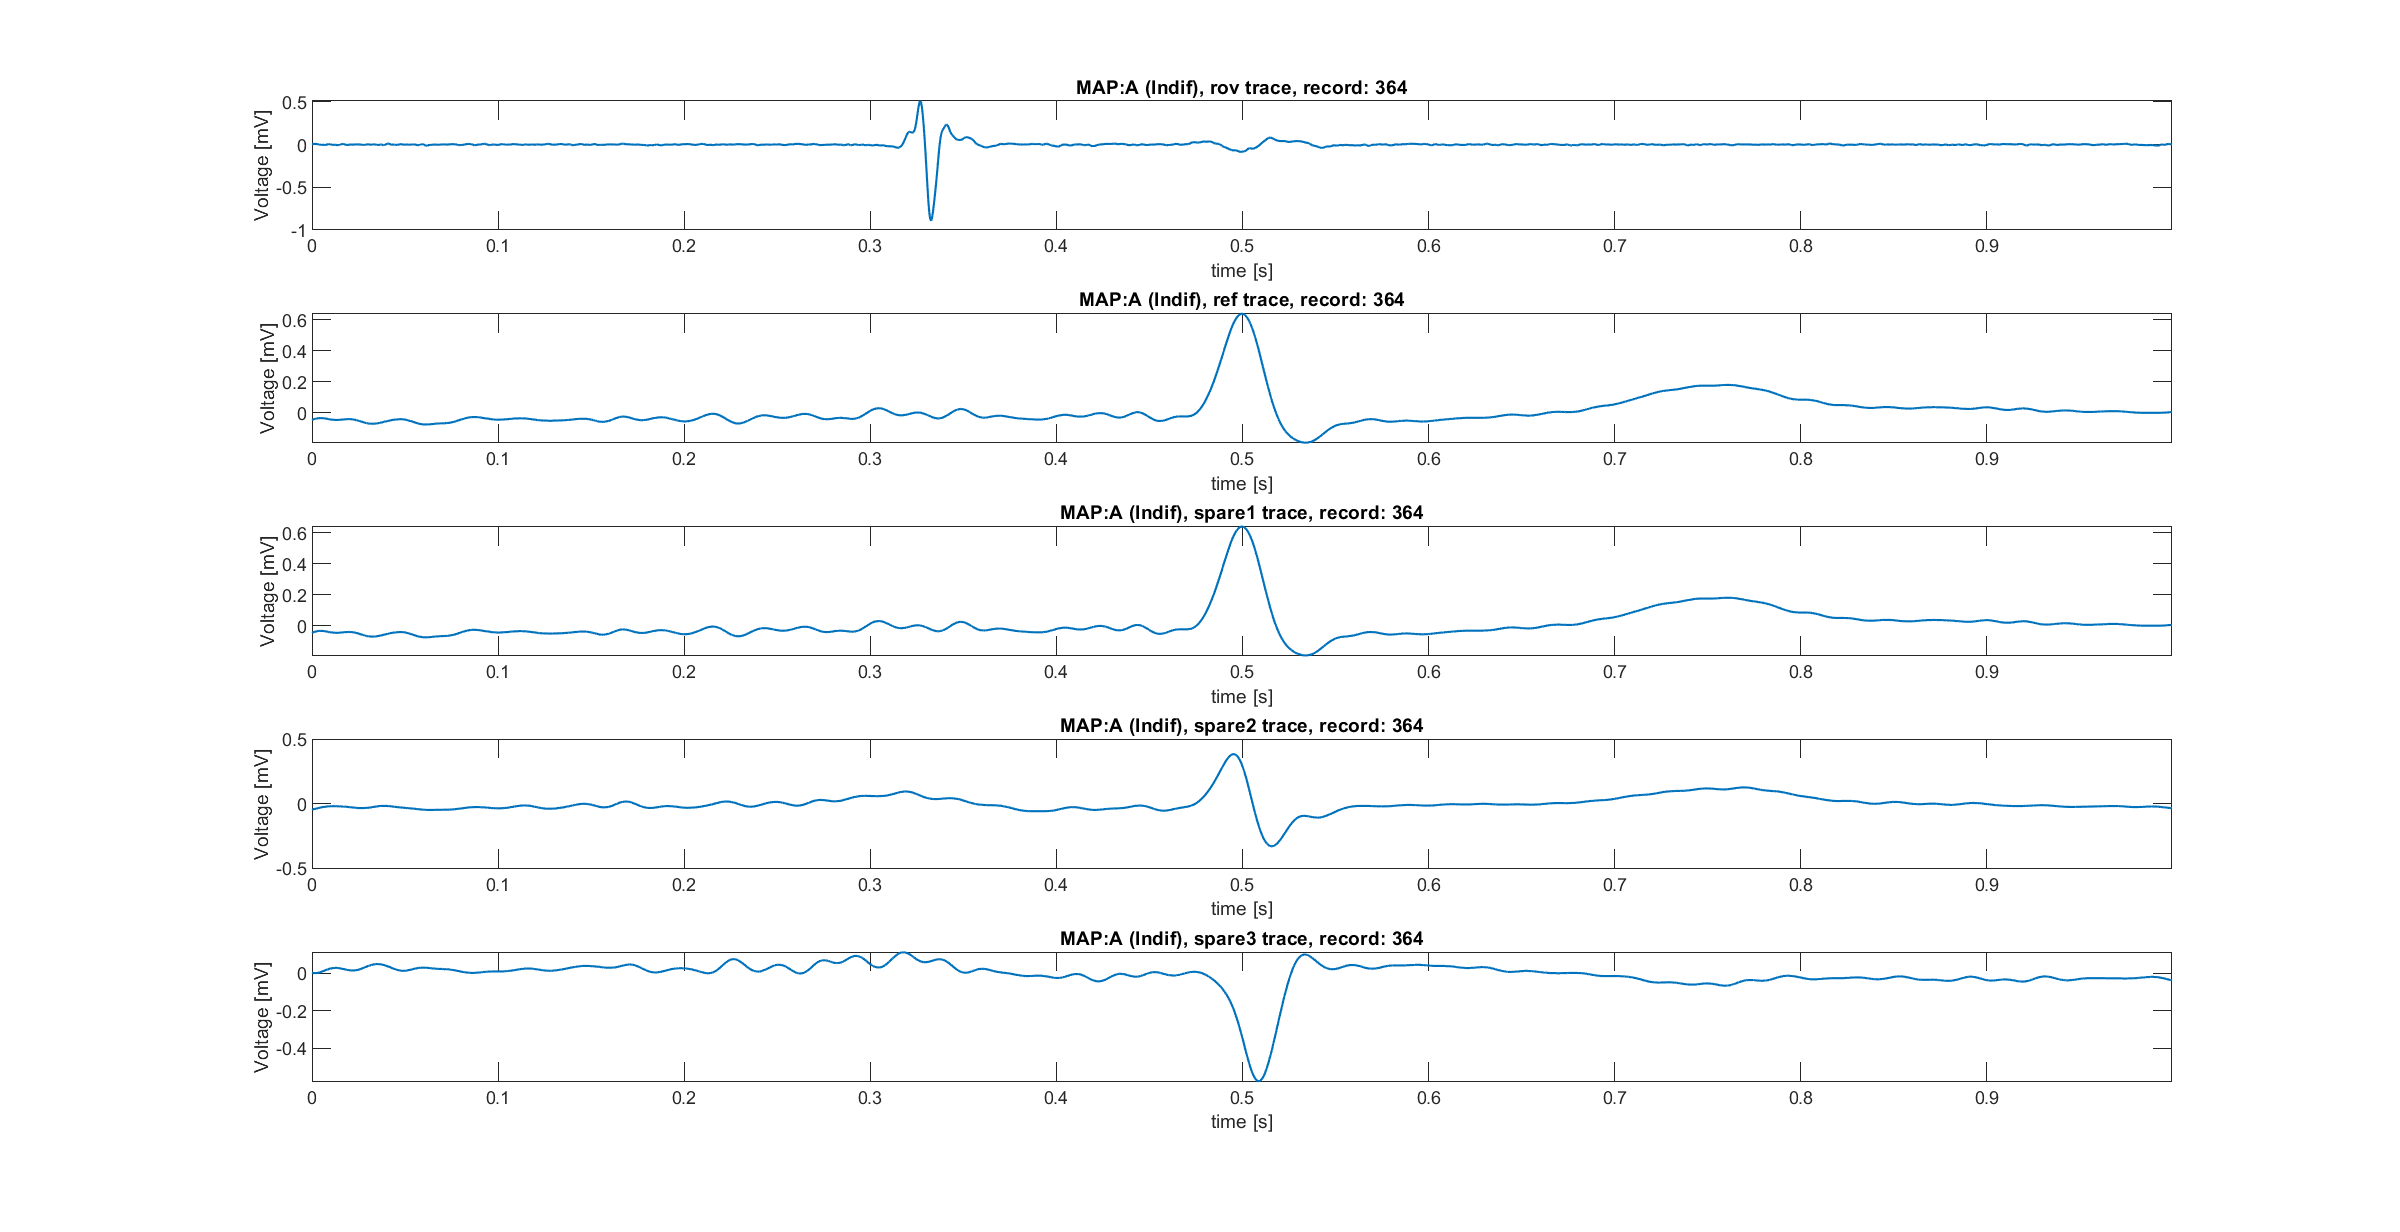 MAP:A (Indif), rov trace, record: 364
Voltage [mV]
0.5
0
-0.5
-1
0 0.1 0.2 0.3 0.4 0.5 0.6 0.7 0.8 0.9
time [s]
MAP:A (Indif), ref trace, record: 364
Voltage [mV]
0.6
0.4
0.2
0
0 0.1 0.2 0.3 0.4 0.5 0.6 0.7 0.8 0.9
time [s]
MAP:A (Indif), spare1 trace, record: 364
Voltage [mV]
0.6
0.4
0.2
0
0 0.1 0.2 0.3 0.4 0.5 0.6 0.7 0.8 0.9
time [s]
MAP:A (Indif), spare2 trace, record: 364
Voltage [mV]
0.5
0
-0.5
0 0.1 0.2 0.3 0.4 0.5 0.6 0.7 0.8 0.9
time [s]
MAP:A (Indif), spare3 trace, record: 364
Voltage [mV]
0
-0.2
-0.4
0 0.1 0.2 0.3 0.4 0.5 0.6 0.7 0.8 0.9
time [s]